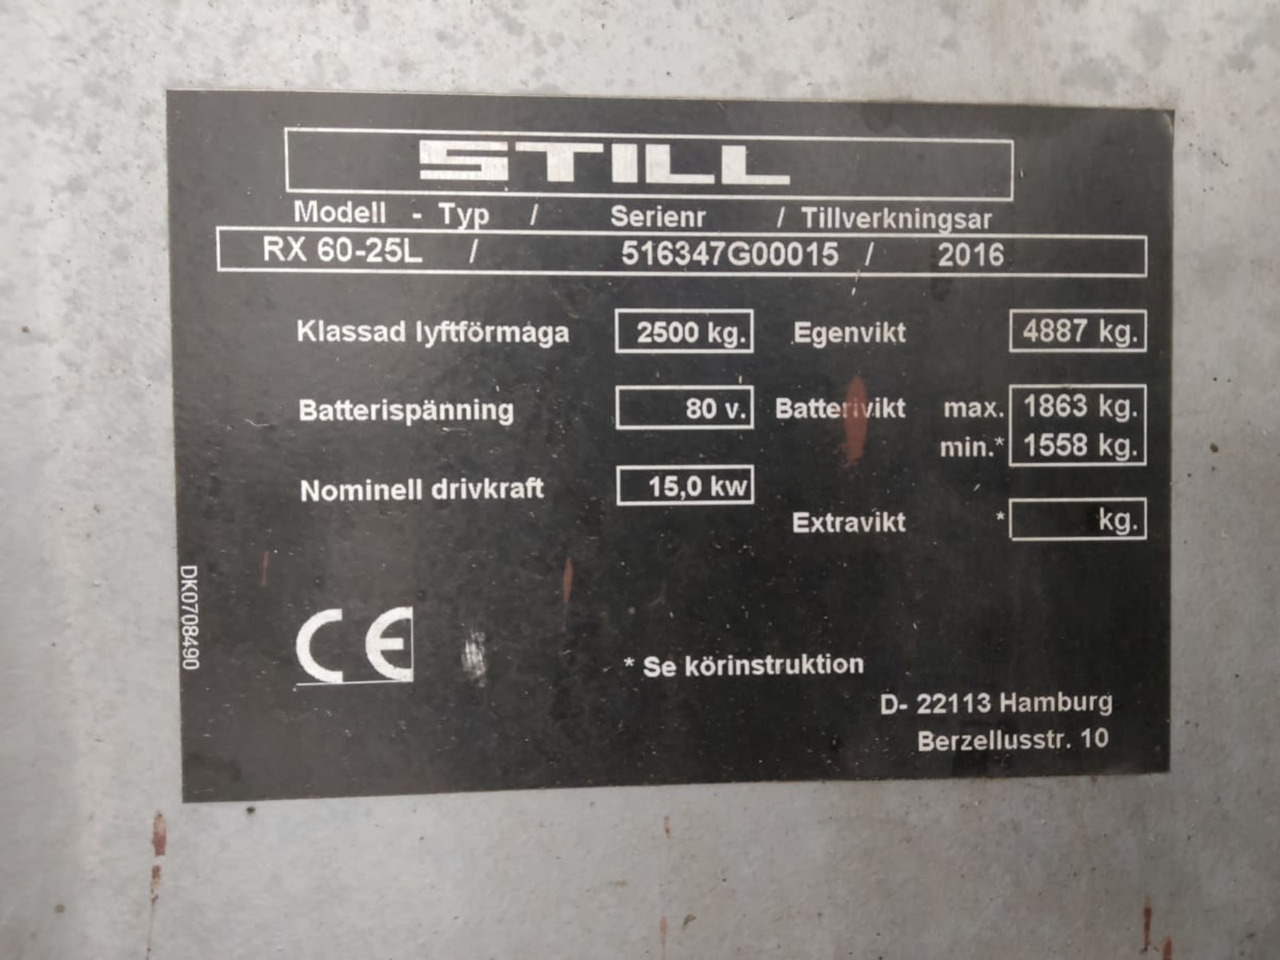 STILL
Modell - Typ / Serienr / Tillverkningsar
RX 60-25L / 516347G00015 / 2016
Klassad lyftförmaga 2500 kg. Egenvikt 4887 kg.
Batterispänning 80 v. Batterivikt max. 1863 kg.
min.* 1558 kg.
Nominell drivkraft 15,0 kw
Extravikt * kg.
DK0708490
CE
* Se körinstruktion
D- 22113 Hamburg
Berzellusstr. 10